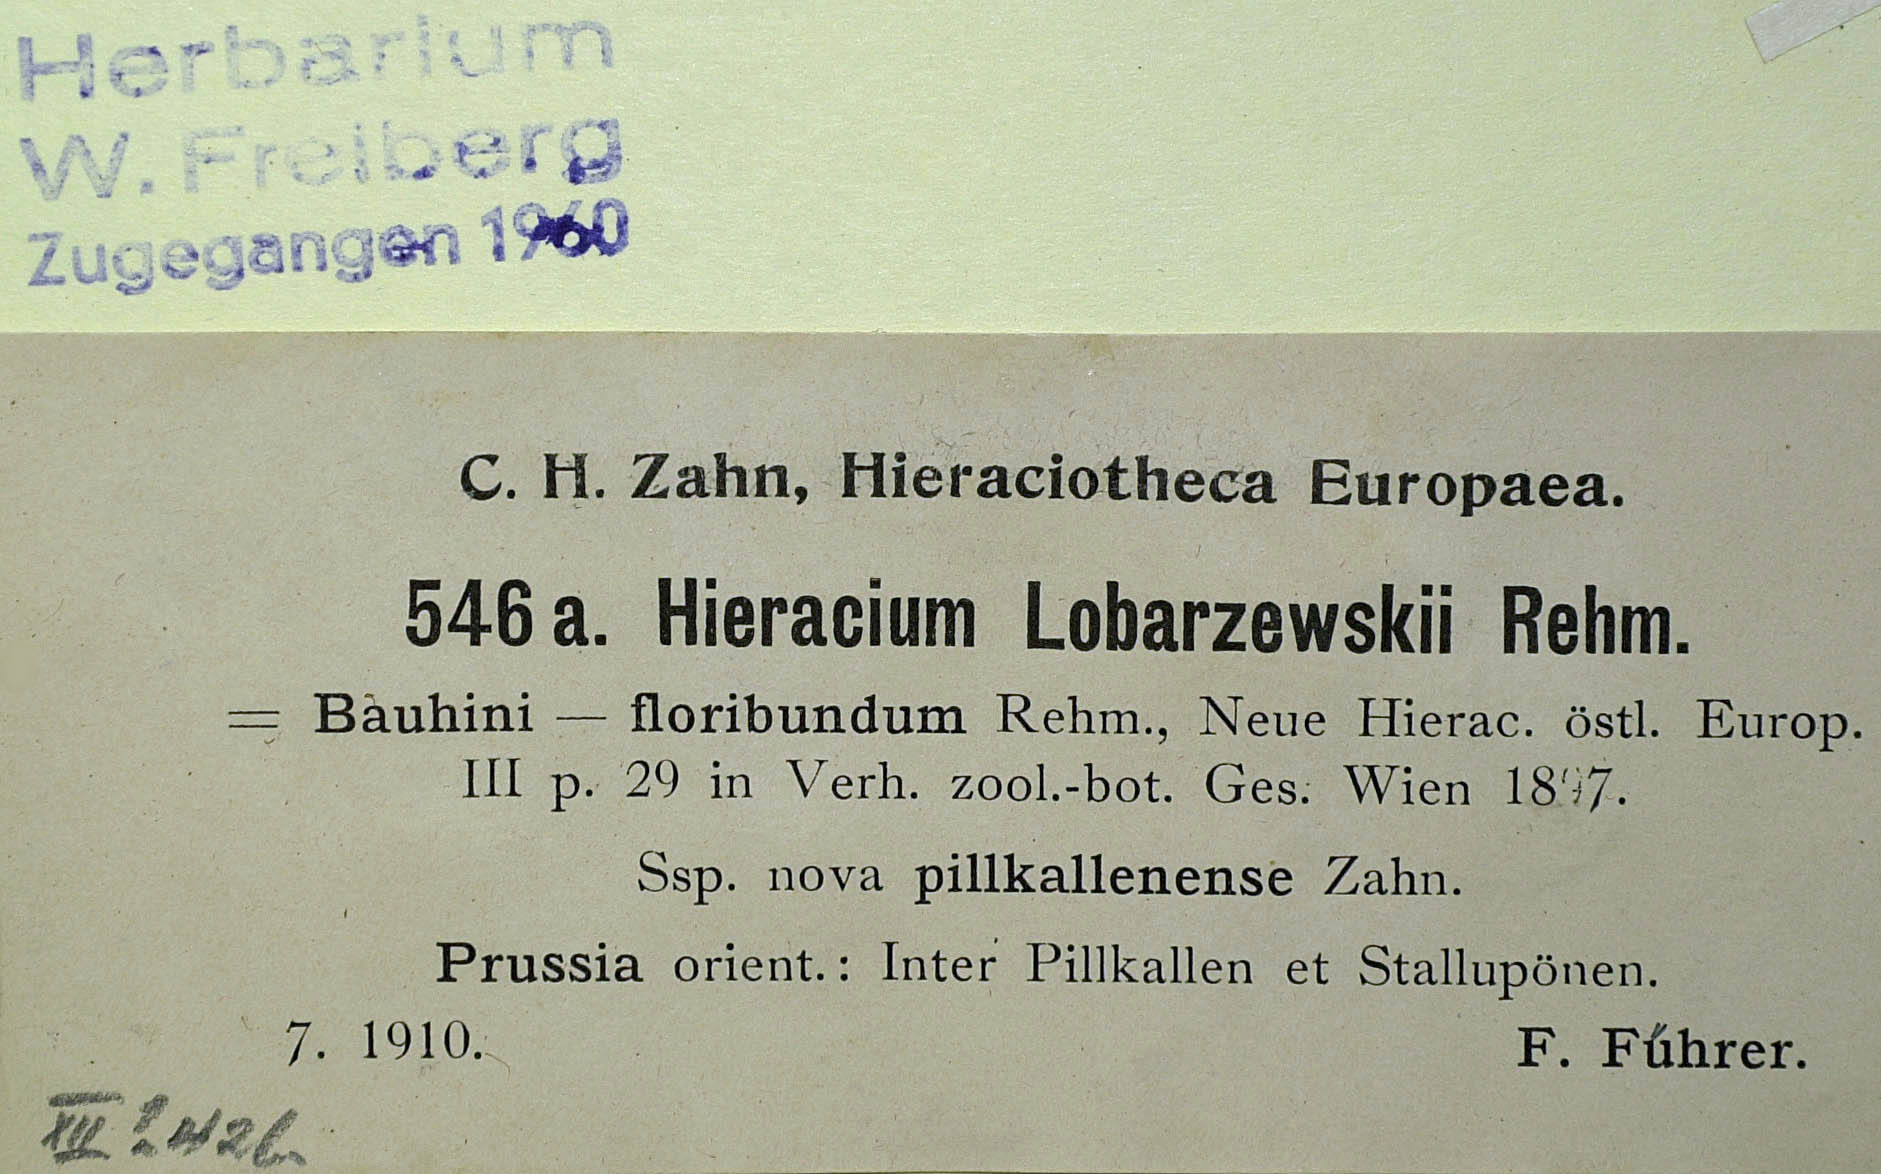 Herbarium
W. Freiberg
Zugegangen 1960
C. H. Zahn, Hieraciotheca Europaea.
546 a. Hieracium Lobarzewskii Rehm.
= Bauhini — floribundum Rehm., Neue Hierac. östl. Europ.
III p. 29 in Verh. zool.-bot. Ges. Wien 1897.
Ssp. nova pillkallenense Zahn.
Prussia orient.: Inter Pillkallen et Stallupönen.
7. 1910.
F. Führer.
XII